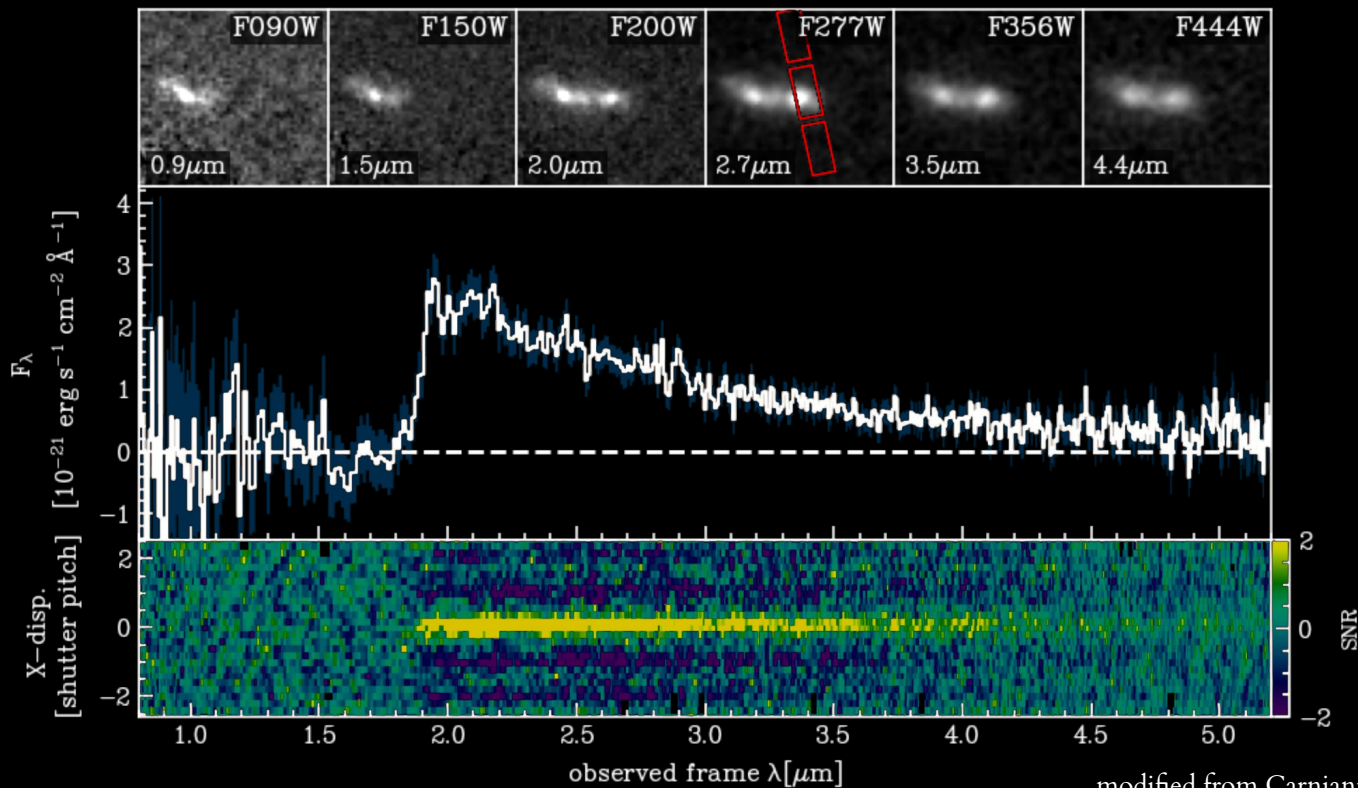 F090W F150W F200W F277W F356W F444W
0.9μm 1.5μm 2.0μm 2.7μm 3.5μm 4.4μm
F_λ
[10⁻²¹ erg s⁻¹ cm⁻² Å⁻¹]
4
3
2
1
0
−1
X−disp.
[shutter pitch]
2
0
−2
2
0
−2
SNR
1.0 1.5 2.0 2.5 3.0 3.5 4.0 4.5 5.0
observed frame λ[μm]
modified from